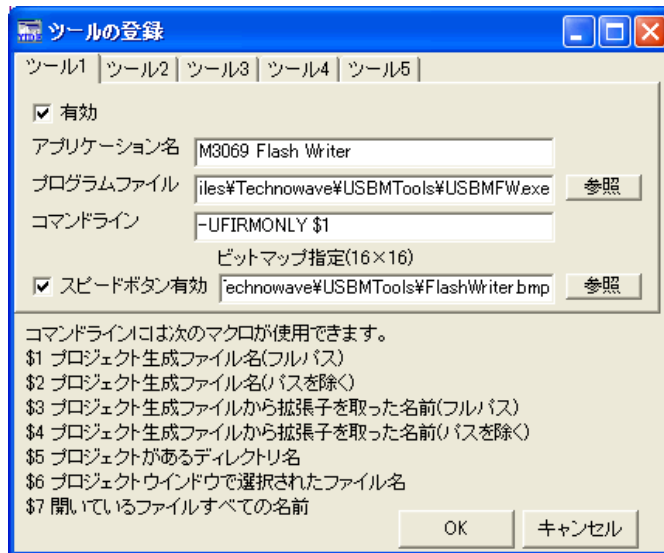 ツールの登録
ツール1 ツール2 ツール3 ツール4 ツール5
有効
アプリケーション名 M3069 Flash Writer
プログラムファイル iles¥Technowave¥USBMTools¥USBMFW.exe 参照
コマンドライン -UFIRMONLY $1
ビットマップ指定(16×16)
スピードボタン有効 Technowave¥USBMTools¥FlashWriter.bmp 参照
コマンドラインには次のマクロが使用できます。
$1 プロジェクト生成ファイル名(フルパス)
$2 プロジェクト生成ファイル名(パスを除く)
$3 プロジェクト生成ファイルから拡張子を取った名前(フルパス)
$4 プロジェクト生成ファイルから拡張子を取った名前(パスを除く)
$5 プロジェクトがあるディレクトリ名
$6 プロジェクトウインドウで選択されたファイル名
$7 開いているファイルすべての名前
OK キャンセル